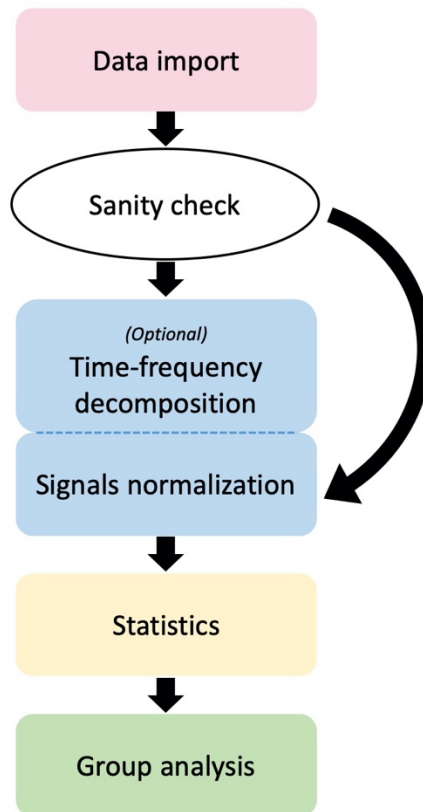 Data import
Sanity check
(Optional)
Time-frequency
decomposition
Signals normalization
Statistics
Group analysis